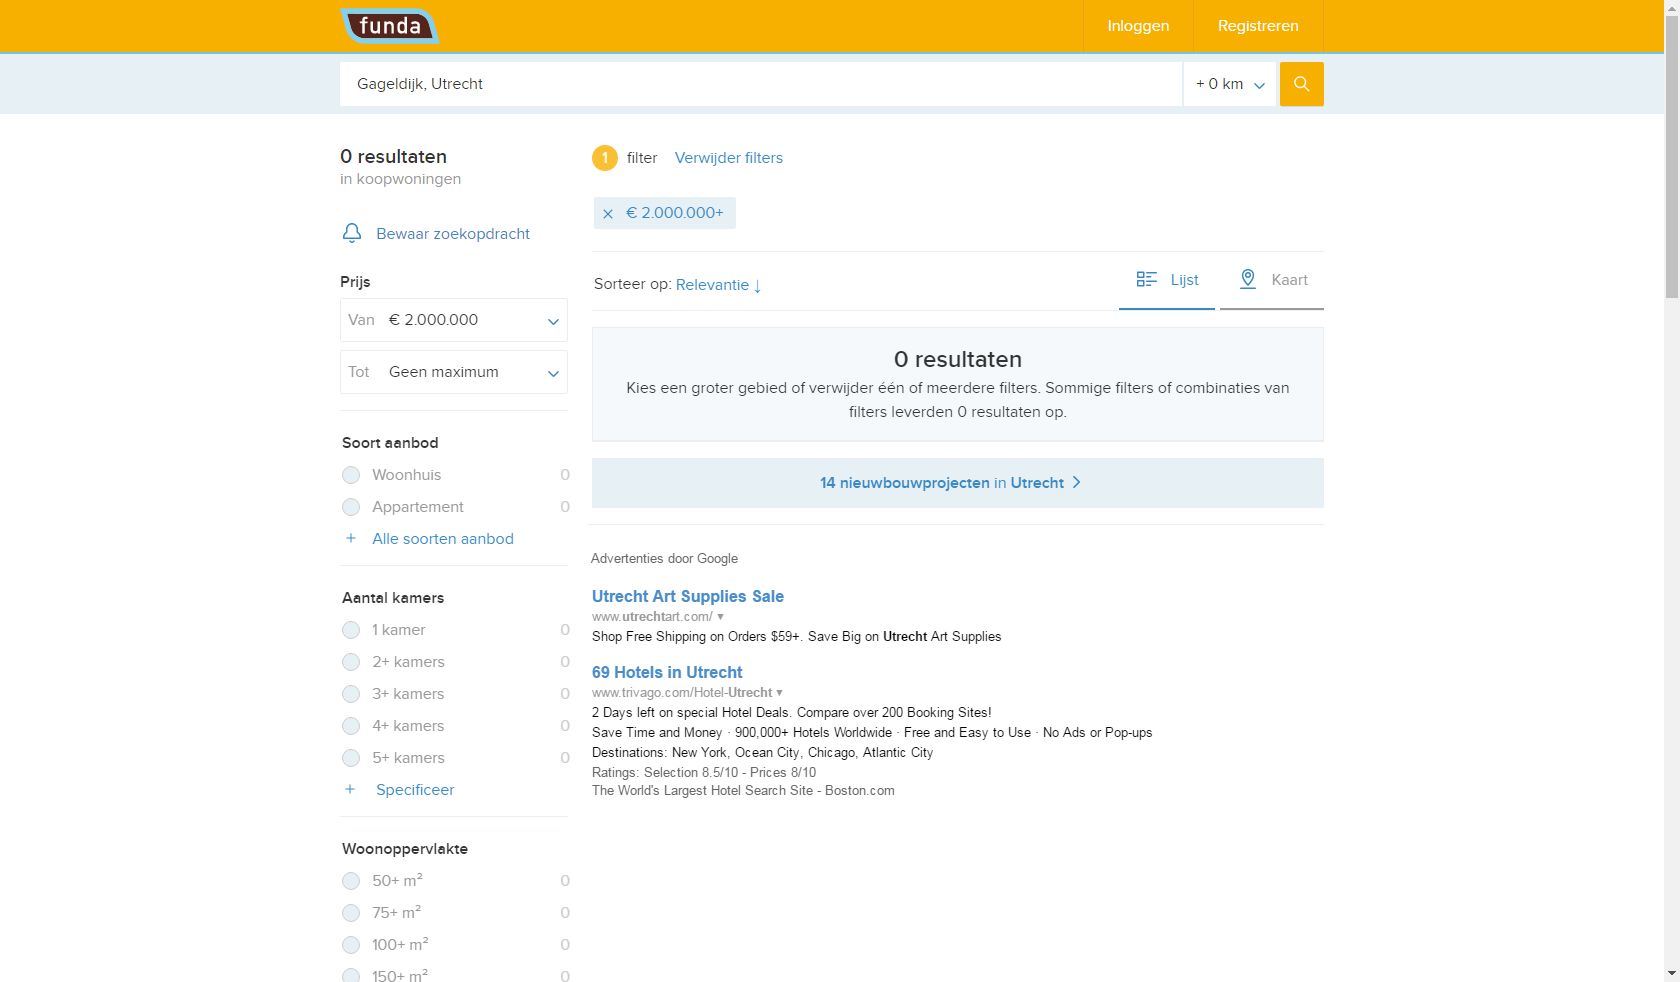 funda
Inloggen
Registreren
Gageldijk, Utrecht
+ 0 km
0 resultaten
in koopwoningen
Bewaar zoekopdracht
Prijs
Van € 2.000.000
Tot Geen maximum
Soort aanbod
Woonhuis 0
Appartement 0
+ Alle soorten aanbod
Aantal kamers
1 kamer 0
2+ kamers 0
3+ kamers 0
4+ kamers 0
5+ kamers 0
+ Specificeer
Woonoppervlakte
50+ m² 0
75+ m² 0
100+ m² 0
150+ m² 0
1 filter Verwijder filters
× € 2.000.000+
Sorteer op: Relevantie ↓
Lijst
Kaart
0 resultaten
Kies een groter gebied of verwijder één of meerdere filters. Sommige filters of combinaties van
filters leverden 0 resultaten op.
14 nieuwbouwprojecten in Utrecht >
Advertenties door Google
Utrecht Art Supplies Sale
www.utrechtart.com/ ▼
Shop Free Shipping on Orders $59+. Save Big on Utrecht Art Supplies
69 Hotels in Utrecht
www.trivago.com/Hotel-Utrecht ▼
2 Days left on special Hotel Deals. Compare over 200 Booking Sites!
Save Time and Money · 900,000+ Hotels Worldwide · Free and Easy to Use · No Ads or Pop-ups
Destinations: New York, Ocean City, Chicago, Atlantic City
Ratings: Selection 8.5/10 - Prices 8/10
The World's Largest Hotel Search Site - Boston.com